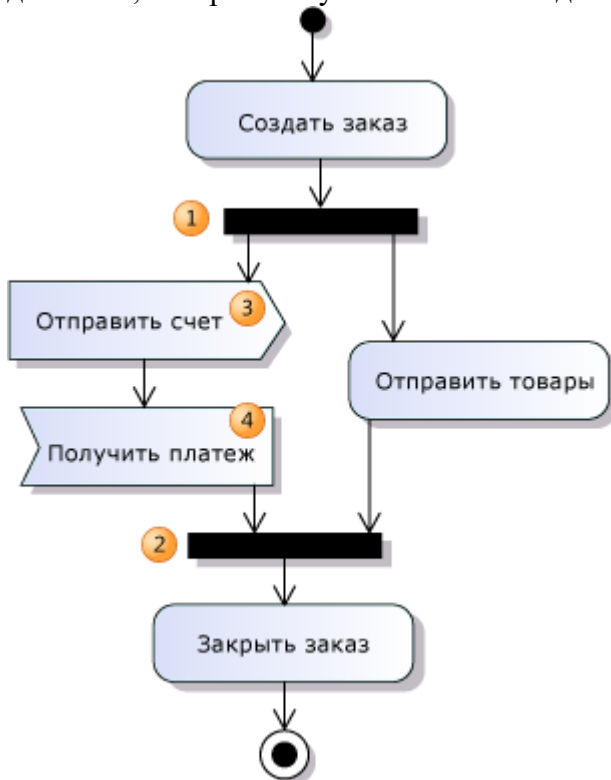 Создать заказ
1
3
Отправить счет
Отправить товары
4
Получить платеж
2
Закрыть заказ